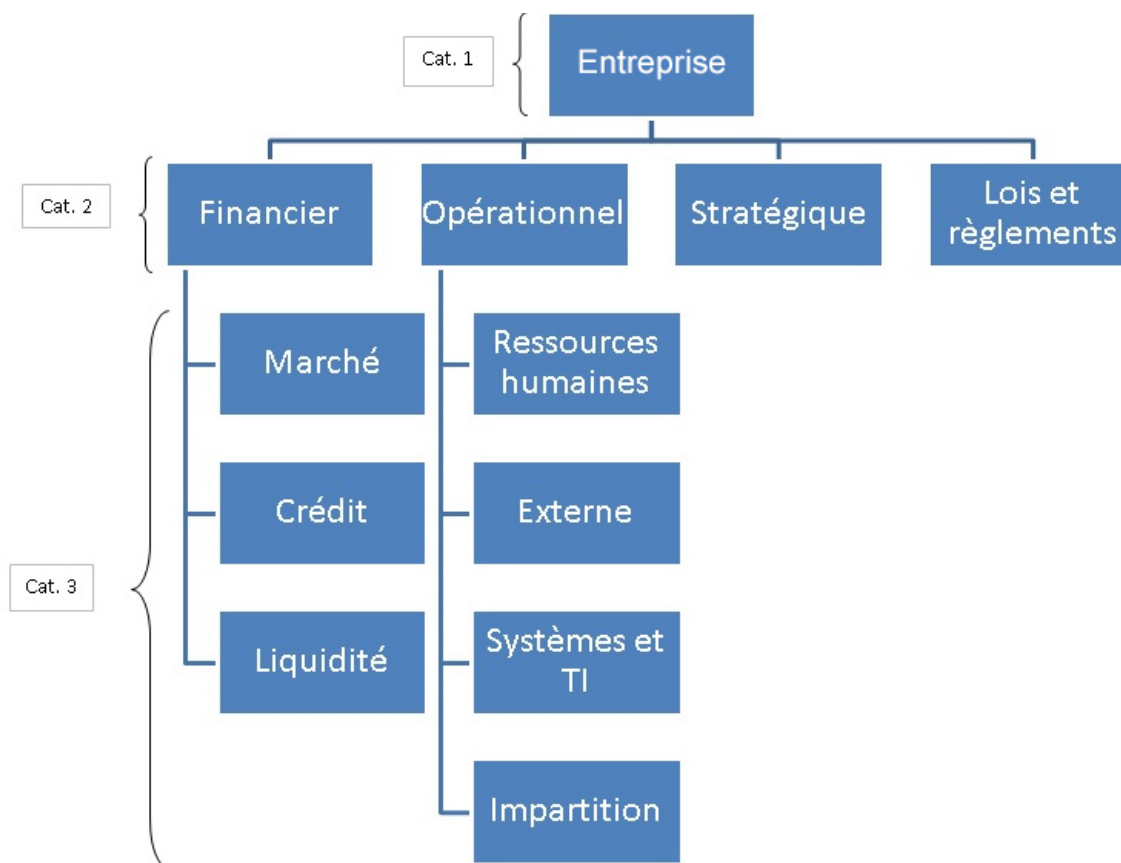 Cat. 1
Entreprise
Cat. 2
Financier
Opérationnel
Stratégique
Lois et
règlements
Cat. 3
Marché
Ressources
humaines
Crédit
Externe
Liquidité
Systèmes et
TI
Impartition